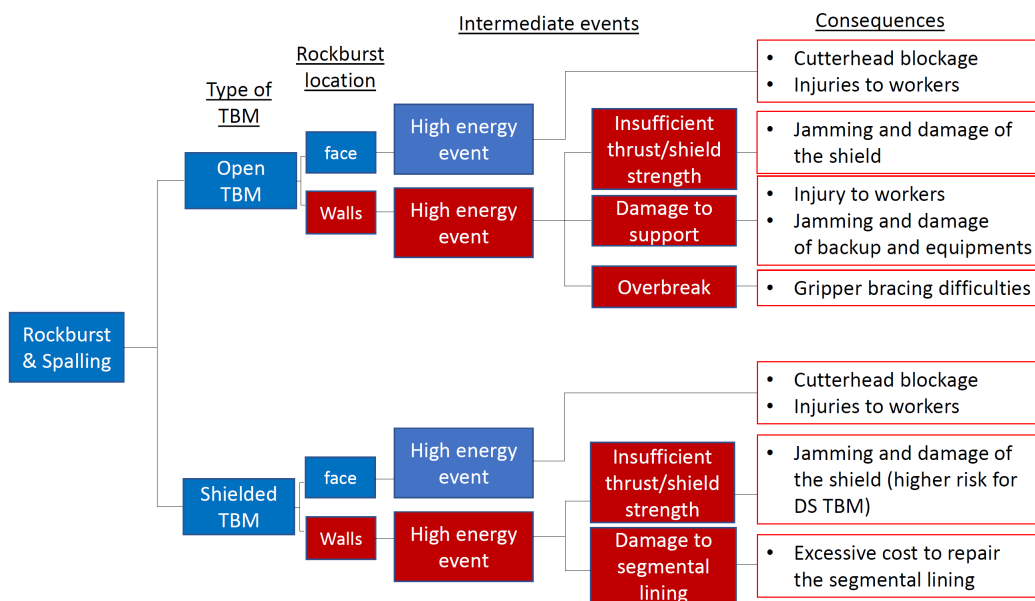 Intermediate events
Consequences
Rockburst
location
Type of
TBM
• Cutterhead blockage
• Injuries to workers
High energy
event
face
Insufficient
thrust/shield
strength
• Jamming and damage of
the shield
Open
TBM
Walls
High energy
event
Damage to
support
• Injury to workers
• Jamming and damage
of backup and equipments
Overbreak
• Gripper bracing difficulties
Rockburst
& Spalling
• Cutterhead blockage
• Injuries to workers
High energy
event
face
Insufficient
thrust/shield
strength
• Jamming and damage of
the shield (higher risk for
DS TBM)
Shielded
TBM
Walls
High energy
event
Damage to
segmental
lining
• Excessive cost to repair
the segmental lining